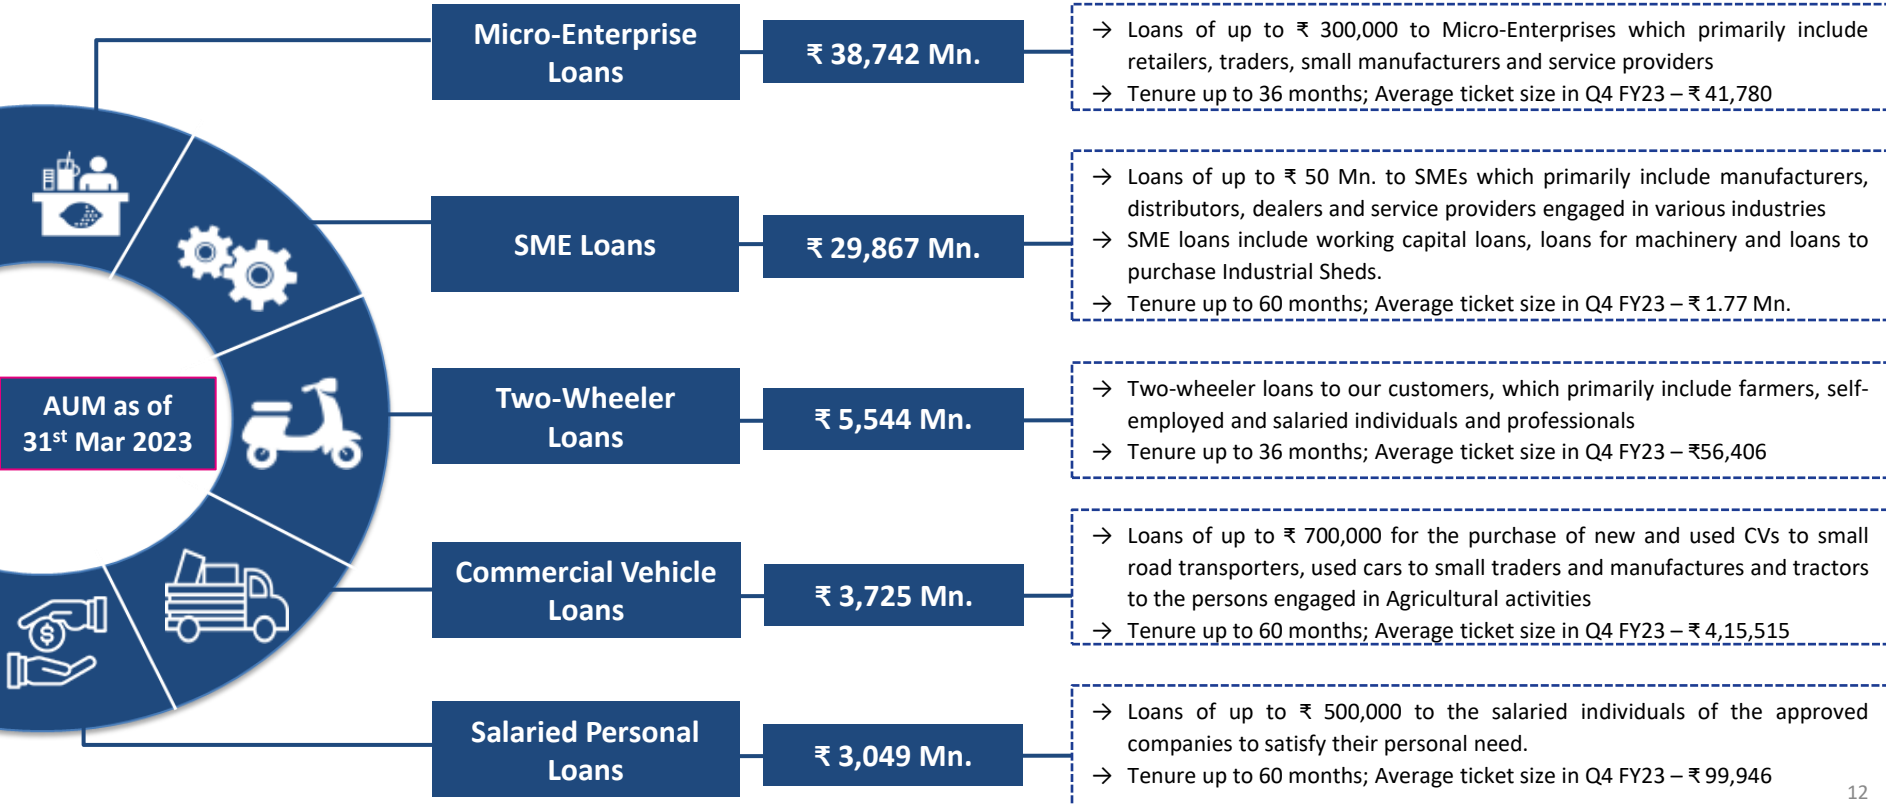 AUM as of
31st Mar 2023
Micro-Enterprise
Loans
₹ 38,742 Mn.
→ Loans of up to ₹ 300,000 to Micro-Enterprises which primarily include
retailers, traders, small manufacturers and service providers
→ Tenure up to 36 months; Average ticket size in Q4 FY23 – ₹ 41,780
SME Loans
₹ 29,867 Mn.
→ Loans of up to ₹ 50 Mn. to SMEs which primarily include manufacturers,
distributors, dealers and service providers engaged in various industries
→ SME loans include working capital loans, loans for machinery and loans to
purchase Industrial Sheds.
→ Tenure up to 60 months; Average ticket size in Q4 FY23 – ₹ 1.77 Mn.
Two-Wheeler
Loans
₹ 5,544 Mn.
→ Two-wheeler loans to our customers, which primarily include farmers, self-
employed and salaried individuals and professionals
→ Tenure up to 36 months; Average ticket size in Q4 FY23 – ₹56,406
Commercial Vehicle
Loans
₹ 3,725 Mn.
→ Loans of up to ₹ 700,000 for the purchase of new and used CVs to small
road transporters, used cars to small traders and manufactures and tractors
to the persons engaged in Agricultural activities
→ Tenure up to 60 months; Average ticket size in Q4 FY23 – ₹ 4,15,515
Salaried Personal
Loans
₹ 3,049 Mn.
→ Loans of up to ₹ 500,000 to the salaried individuals of the approved
companies to satisfy their personal need.
→ Tenure up to 60 months; Average ticket size in Q4 FY23 – ₹ 99,946
12